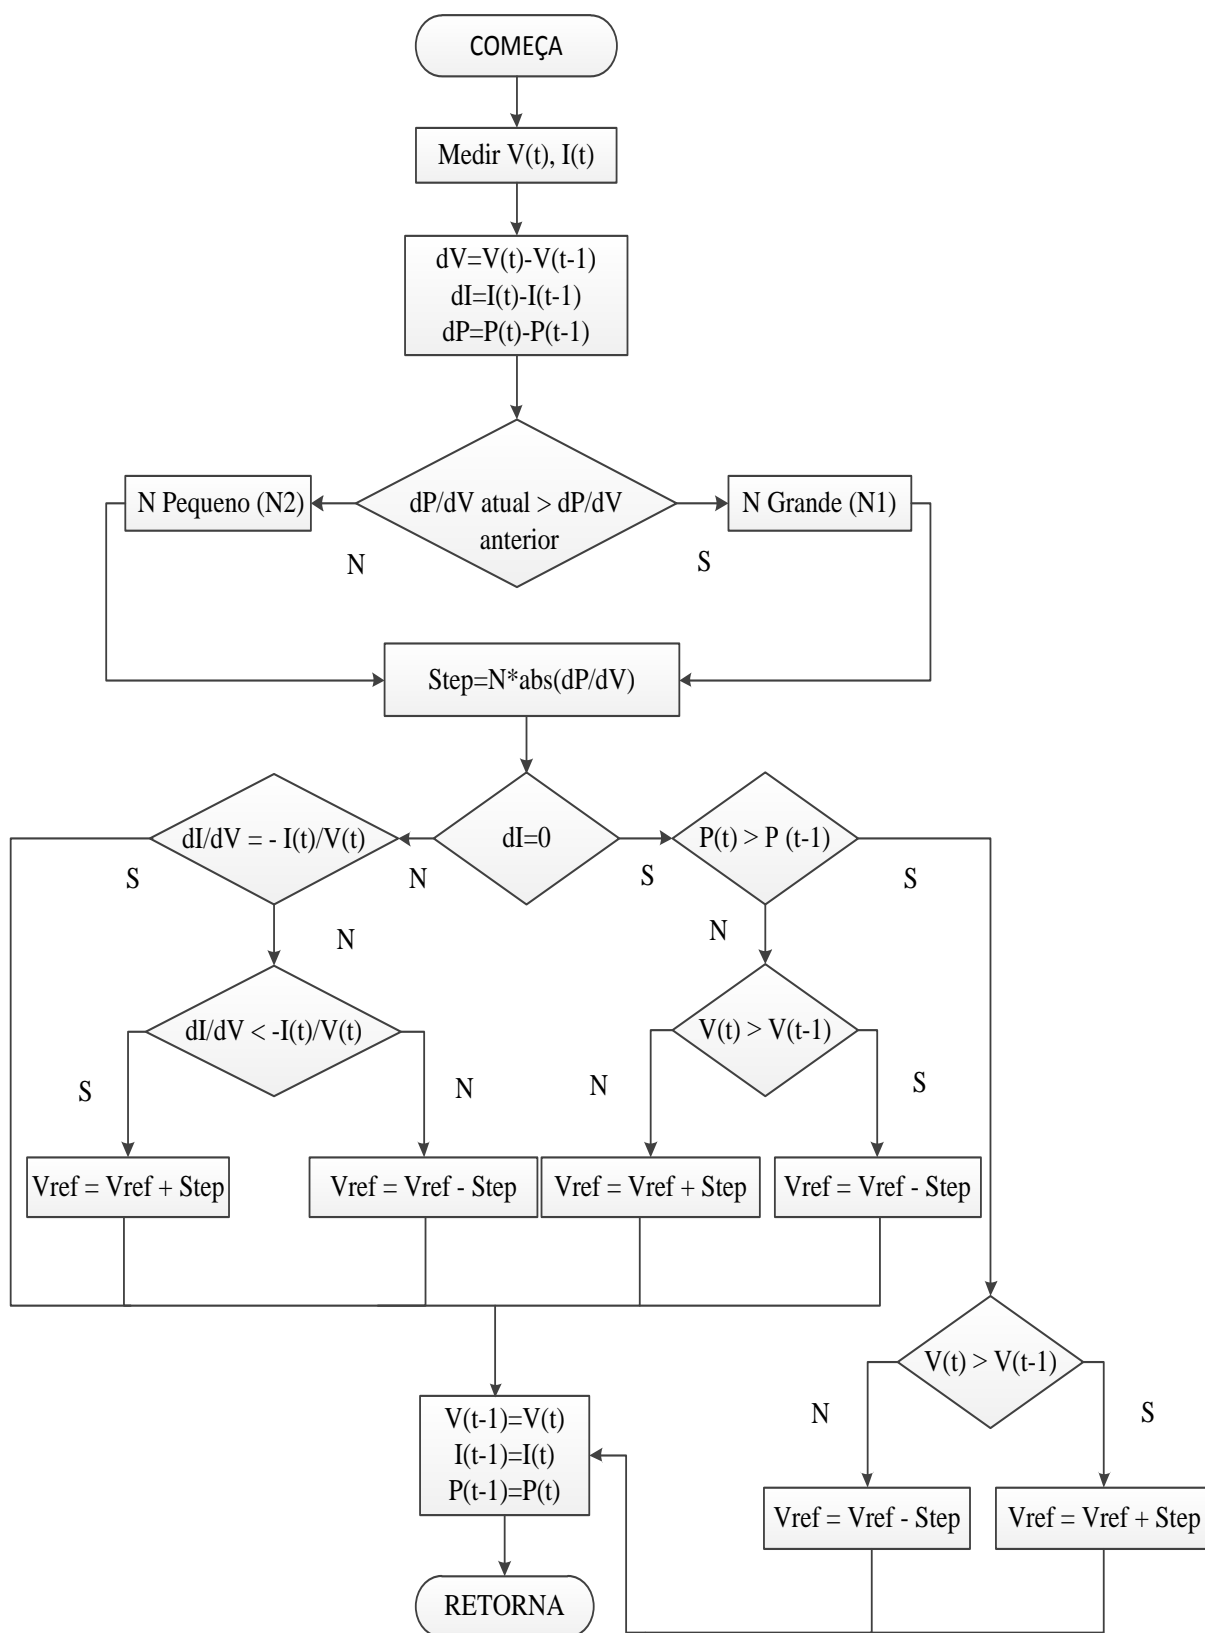 COMEÇA
Medir V(t), I(t)
dV=V(t)-V(t-1)
dI=I(t)-I(t-1)
dP=P(t)-P(t-1)
N Pequeno (N2)
dP/dV atual > dP/dV
anterior
N Grande (N1)
N
S
Step=N*abs(dP/dV)
dI/dV = - I(t)/V(t)
dI=0
P(t) > P (t-1)
S
N
S
S
N
N
dI/dV < -I(t)/V(t)
V(t) > V(t-1)
S
N
N
S
Vref = Vref + Step
Vref = Vref - Step
Vref = Vref + Step
Vref = Vref - Step
V(t) > V(t-1)
N
S
V(t-1)=V(t)
I(t-1)=I(t)
P(t-1)=P(t)
Vref = Vref - Step
Vref = Vref + Step
RETORNA